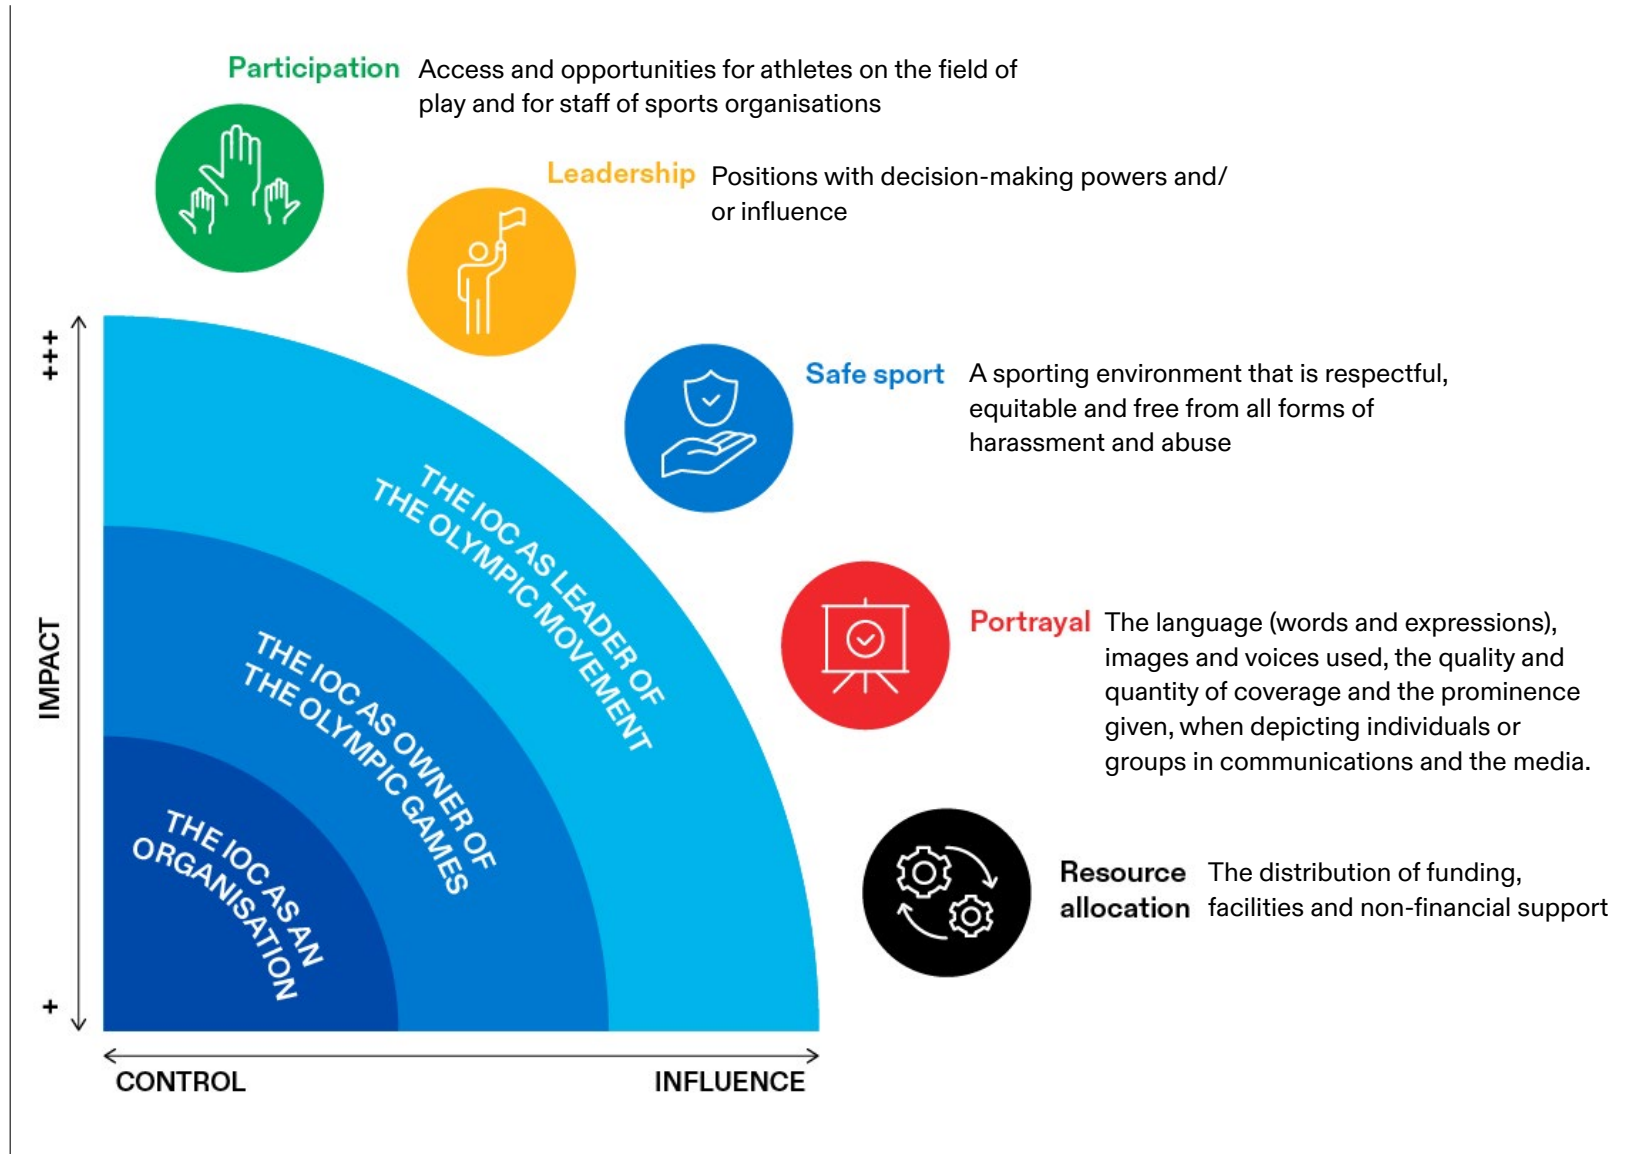 Participation Access and opportunities for athletes on the field of
play and for staff of sports organisations
Leadership Positions with decision-making powers and/
or influence
Safe sport A sporting environment that is respectful,
equitable and free from all forms of
harassment and abuse
Portrayal The language (words and expressions),
images and voices used, the quality and
quantity of coverage and the prominence
given, when depicting individuals or
groups in communications and the media.
Resource
allocation
The distribution of funding,
facilities and non-financial support
+++
IMPACT
+
THE IOC AS LEADER OF
THE OLYMPIC MOVEMENT
THE IOC AS OWNER OF
THE OLYMPIC GAMES
THE IOC AS AN
ORGANISATION
CONTROL
INFLUENCE